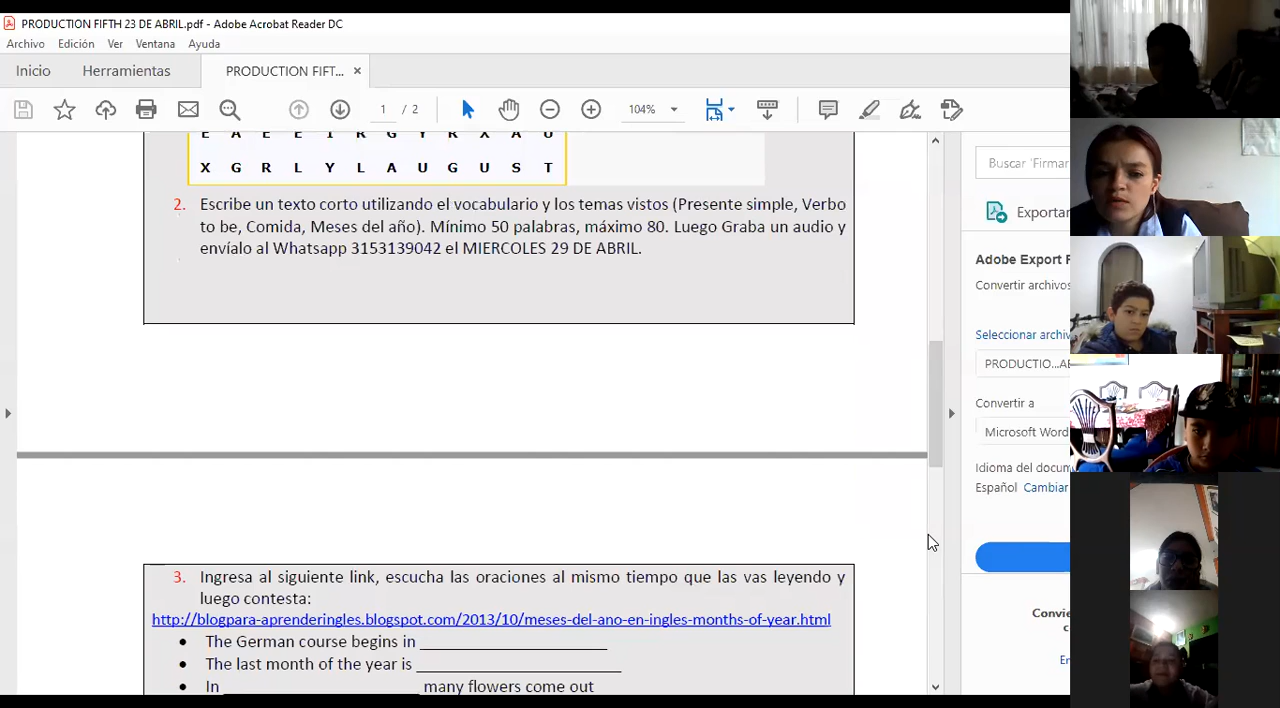 PRODUCTION FIFTH 23 DE ABRIL.pdf - Adobe Acrobat Reader DC
Archivo Edición Ver Ventana Ayuda
Inicio Herramientas PRODUCTION FIFT... ×
1 / 2 104%
E A E E I R G Y R X A U
X G R L Y L A U G U S T
2. Escribe un texto corto utilizando el vocabulario y los temas vistos (Presente simple, Verbo
to be, Comida, Meses del año). Mínimo 50 palabras, máximo 80. Luego Graba un audio y
envíalo al Whatsapp 3153139042 el MIERCOLES 29 DE ABRIL.
3. Ingresa al siguiente link, escucha las oraciones al mismo tiempo que las vas leyendo y
luego contesta:
http://blogpara-aprenderingles.blogspot.com/2013/10/meses-del-ano-en-ingles-months-of-year.html
• The German course begins in ____________________
• The last month of the year is ____________________
• In ____________________ many flowers come out
Buscar 'Firmar
Exportar
Adobe Export
Convertir archivos
Seleccionar archiv
PRODUCTIO...
Convertir a
Microsoft Word
Idioma del docum
Español Cambiar
Convie